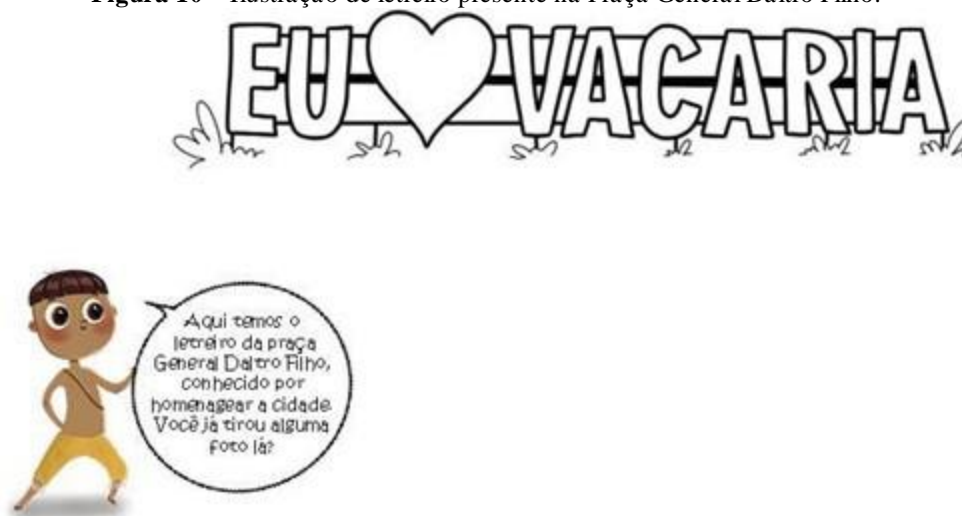 Figura 10 – Ilustração de letreiro presente na Praça General Daltro Filho.
EU VACARIA
Aqui temos o
letreiro da praça
General Daltro Filho,
conhecido por
homenagear a cidade.
Você já tirou alguma
foto lá?